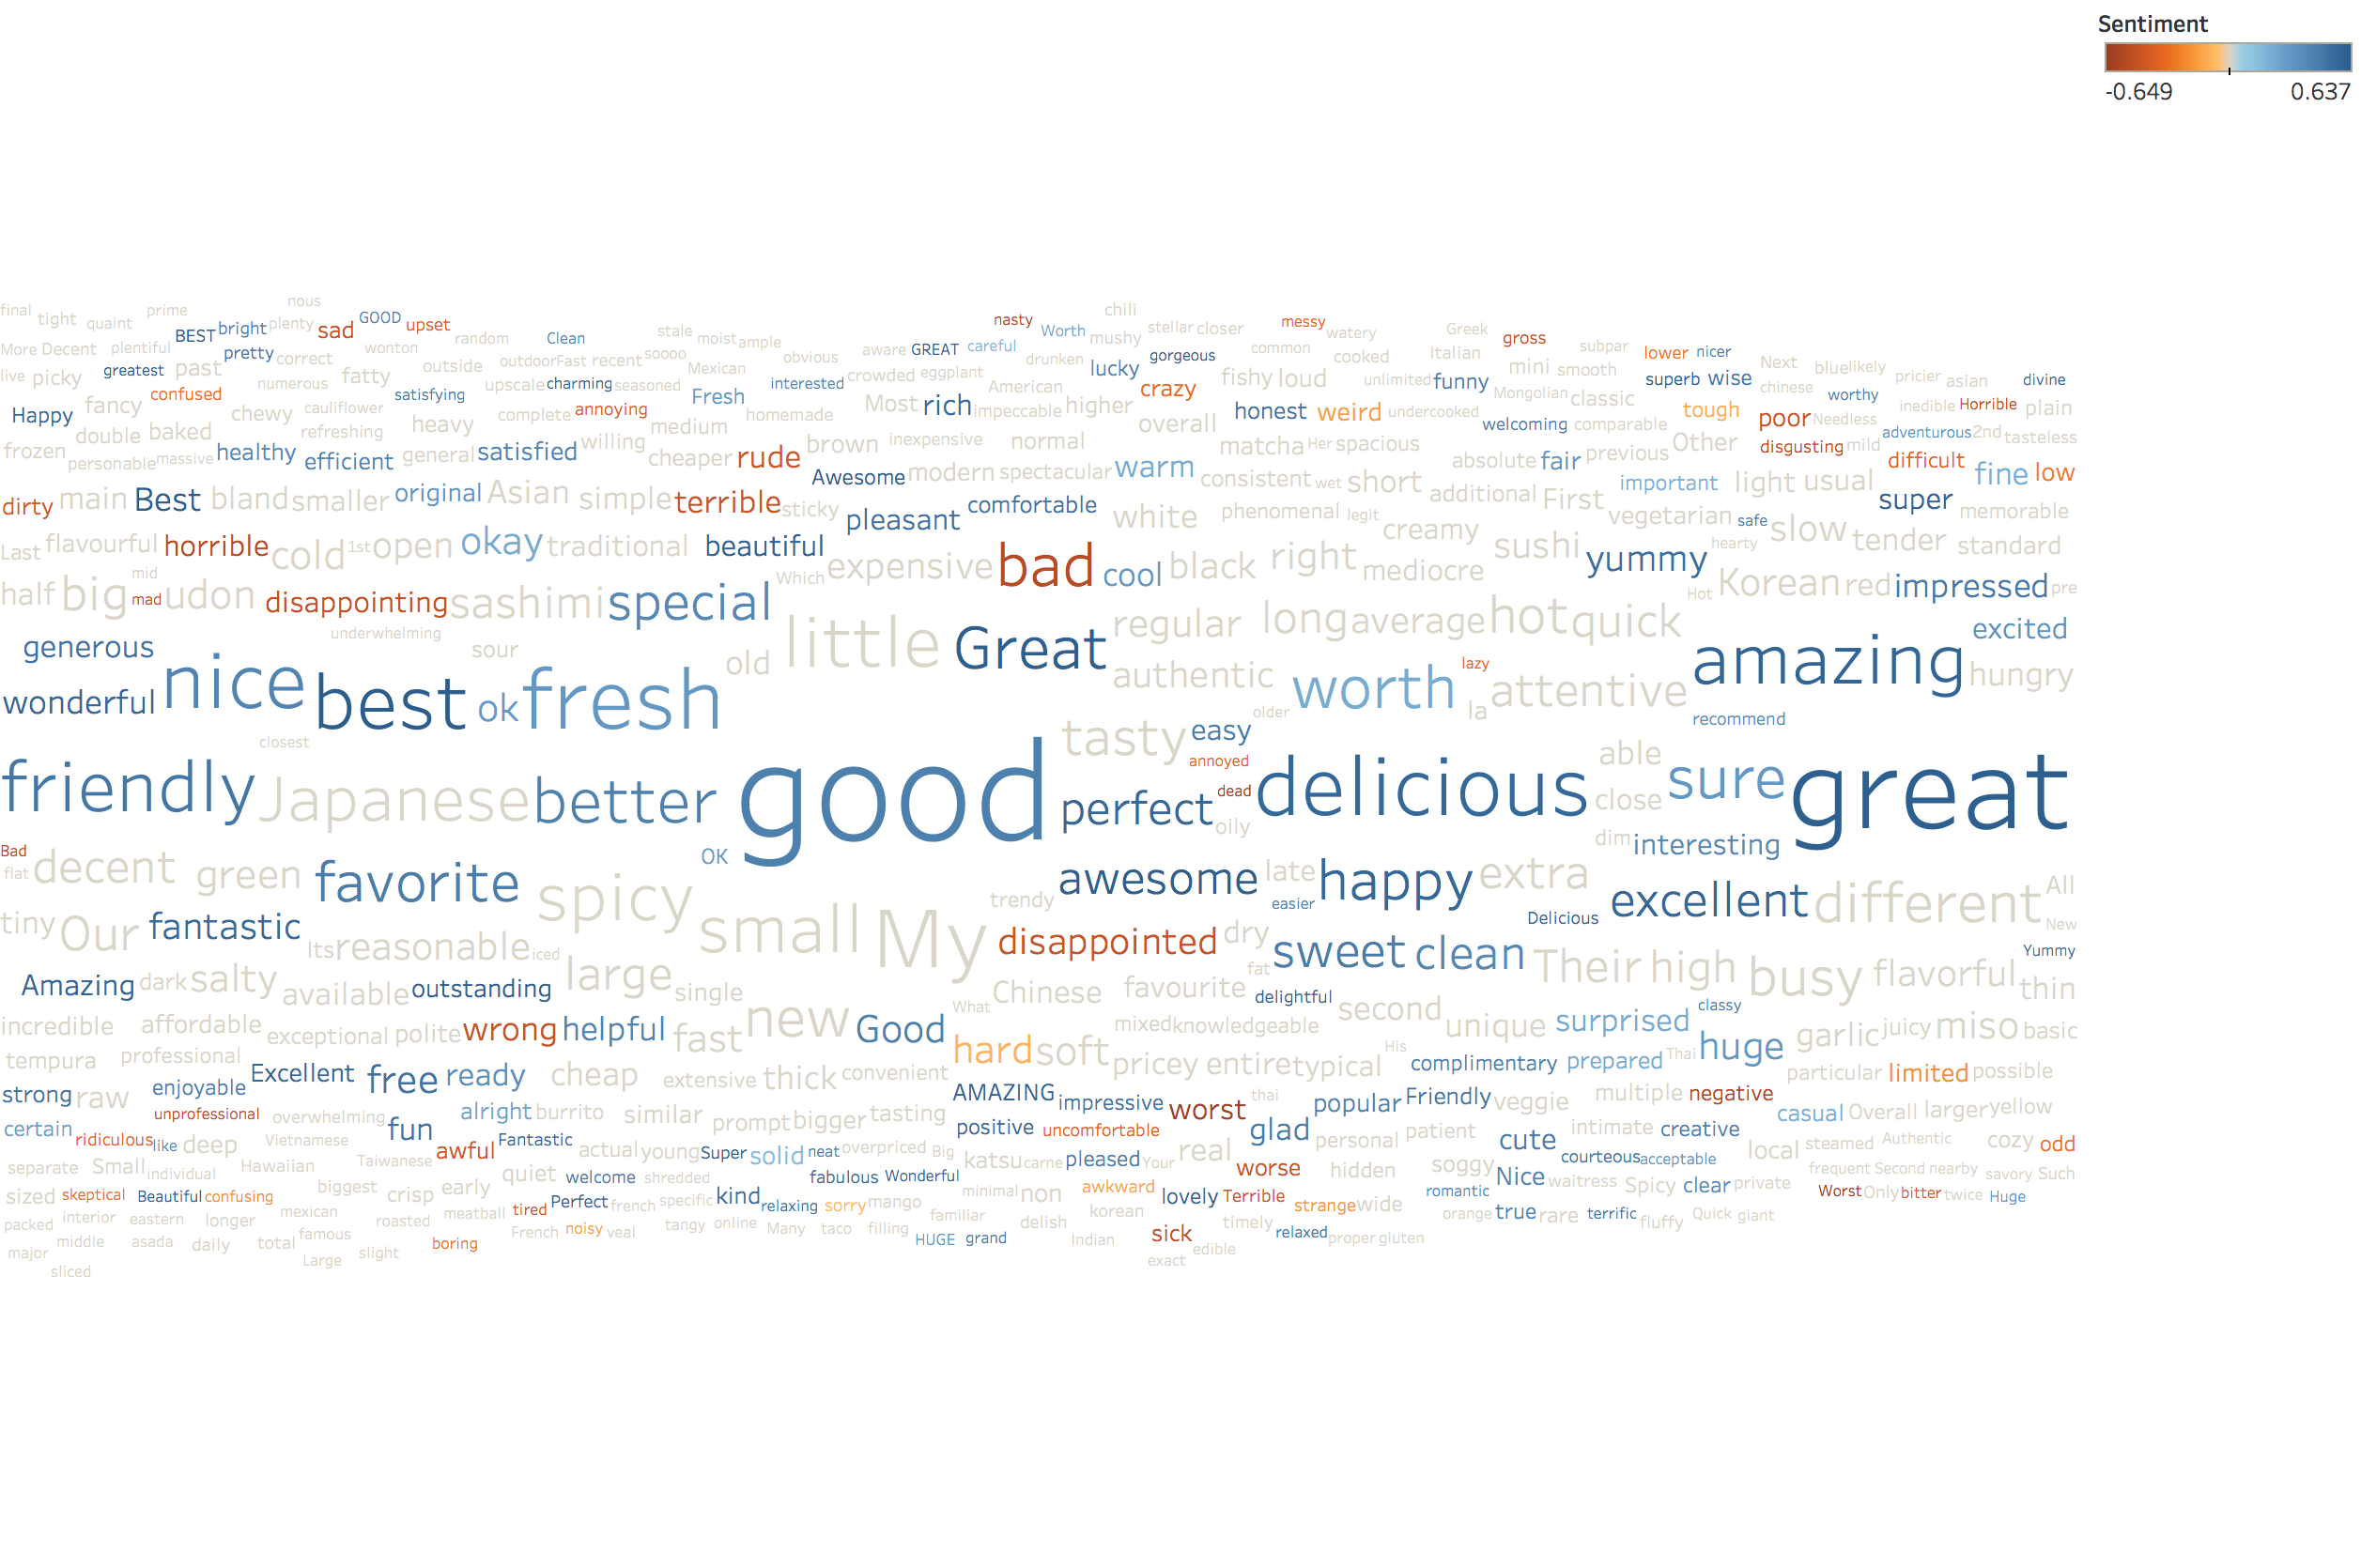 Sentiment
-0.649 0.637
nous
final tight quaint prime
BEST bright plenty sad GOOD upset random Clean stale moist ample nasty Worth chili mushy stellar closer messy watery Greek gross subpar lower nicer
More Decent plentiful pretty correct wonton outside outdoor Fast recent soooo Mexican obvious aware GREAT careful drunken lucky gorgeous common cooked Italian mini smooth superb wise Next blue likely
live picky greatest past numerous fatty upscale charming seasoned interested crowded eggplant American crazy fishy loud unlimited funny Mongolian classic chinese worthy pricier asian divine
Happy fancy confused chewy cauliflower satisfying complete annoying Fresh homemade Most rich impeccable higher overall honest weird undercooked welcoming comparable tough poor Needless inedible Horrible plain
frozen double baked refreshing heavy willing medium brown inexpensive normal matcha Her spacious absolute fair previous Other disgusting mild adventurous 2nd tasteless
personable massive healthy efficient general satisfied cheaper rude Awesome modern spectacular warm consistent wet short additional First important light usual difficult fine low
dirty main Best bland smaller original Asian simple terrible sticky pleasant comfortable white phenomenal legit creamy vegetarian safe slow super memorable
Last flavourful horrible cold 1st open okay traditional beautiful Which expensive bad cool black right mediocre sushi yummy hearty tender standard
half big mid mad udon disappointing sashimi special little Great regular long average hot quick Hot Korean red impressed pre
underwhelming
generous sour old authentic worth lazy la attentive amazing excited hungry
wonderful nice best ok fresh tasty easy older recommend
closest annoyed able
friendly Japanese better good perfect dead oily delicious close sure great
Bad OK dim interesting
flat decent green favorite spicy trendy awesome late easier happy extra Delicious excellent different All
tiny Our fantastic Its reasonable iced small My disappointed dry sweet clean Their high busy flavorful New Yummy
Amazing dark salty available outstanding large single What Chinese favourite fat delightful second classy thin
incredible affordable exceptional polite wrong helpful fast new Good mixed knowledgeable unique surprised huge garlic juicy miso basic
tempura professional hard soft pricey entire typical His complimentary prepared Thai
strong raw enjoyable Excellent free ready cheap extensive thick convenient AMAZING impressive worst thai popular Friendly veggie multiple negative particular limited possible
unprofessional overwhelming alright burrito similar prompt bigger tasting casual Overall larger yellow
certain ridiculous like deep Vietnamese fun Fantastic actual young Super solid neat overpriced Big positive uncomfortable real glad personal patient cute intimate creative local steamed Authentic cozy odd
separate Small individual Hawaiian Taiwanese awful quiet welcome shredded fabulous Wonderful katsu carne pleased Your worse hidden soggy courteous acceptable frequent Second nearby savory Such
sized skeptical Beautiful confusing biggest crisp early tired Perfect french specific kind relaxing sorry mango minimal non awkward lovely Terrible strange wide romantic Nice waitress Spicy clear private Worst Only bitter twice Huge
packed interior eastern longer mexican roasted meatball French noisy veal tangy online Many taco filling familiar delish korean timely orange true rare terrific fluffy Quick giant
major middle asada daily total famous slight boring HUGE grand Indian sick relaxed proper gluten
sliced Large exact edible